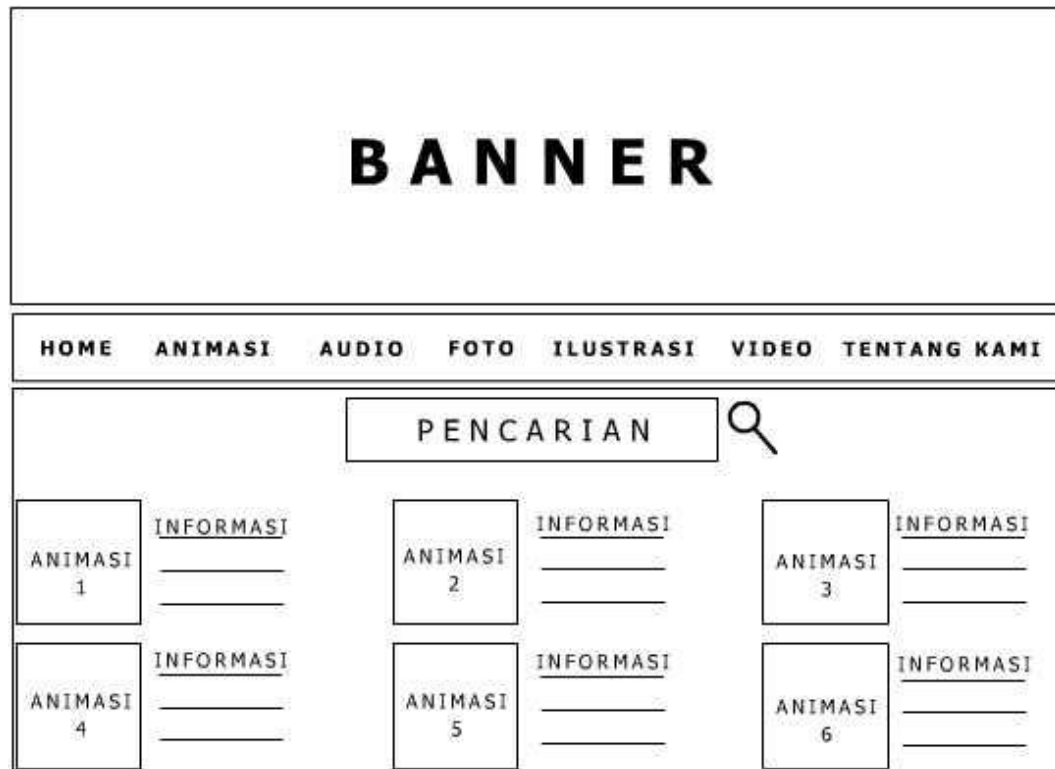 BANNER
HOME ANIMASI AUDIO FOTO ILUSTRASI VIDEO TENTANG KAMI
PENCARIAN
ANIMASI
1
INFORMASI
ANIMASI
2
INFORMASI
ANIMASI
3
INFORMASI
ANIMASI
4
INFORMASI
ANIMASI
5
INFORMASI
ANIMASI
6
INFORMASI